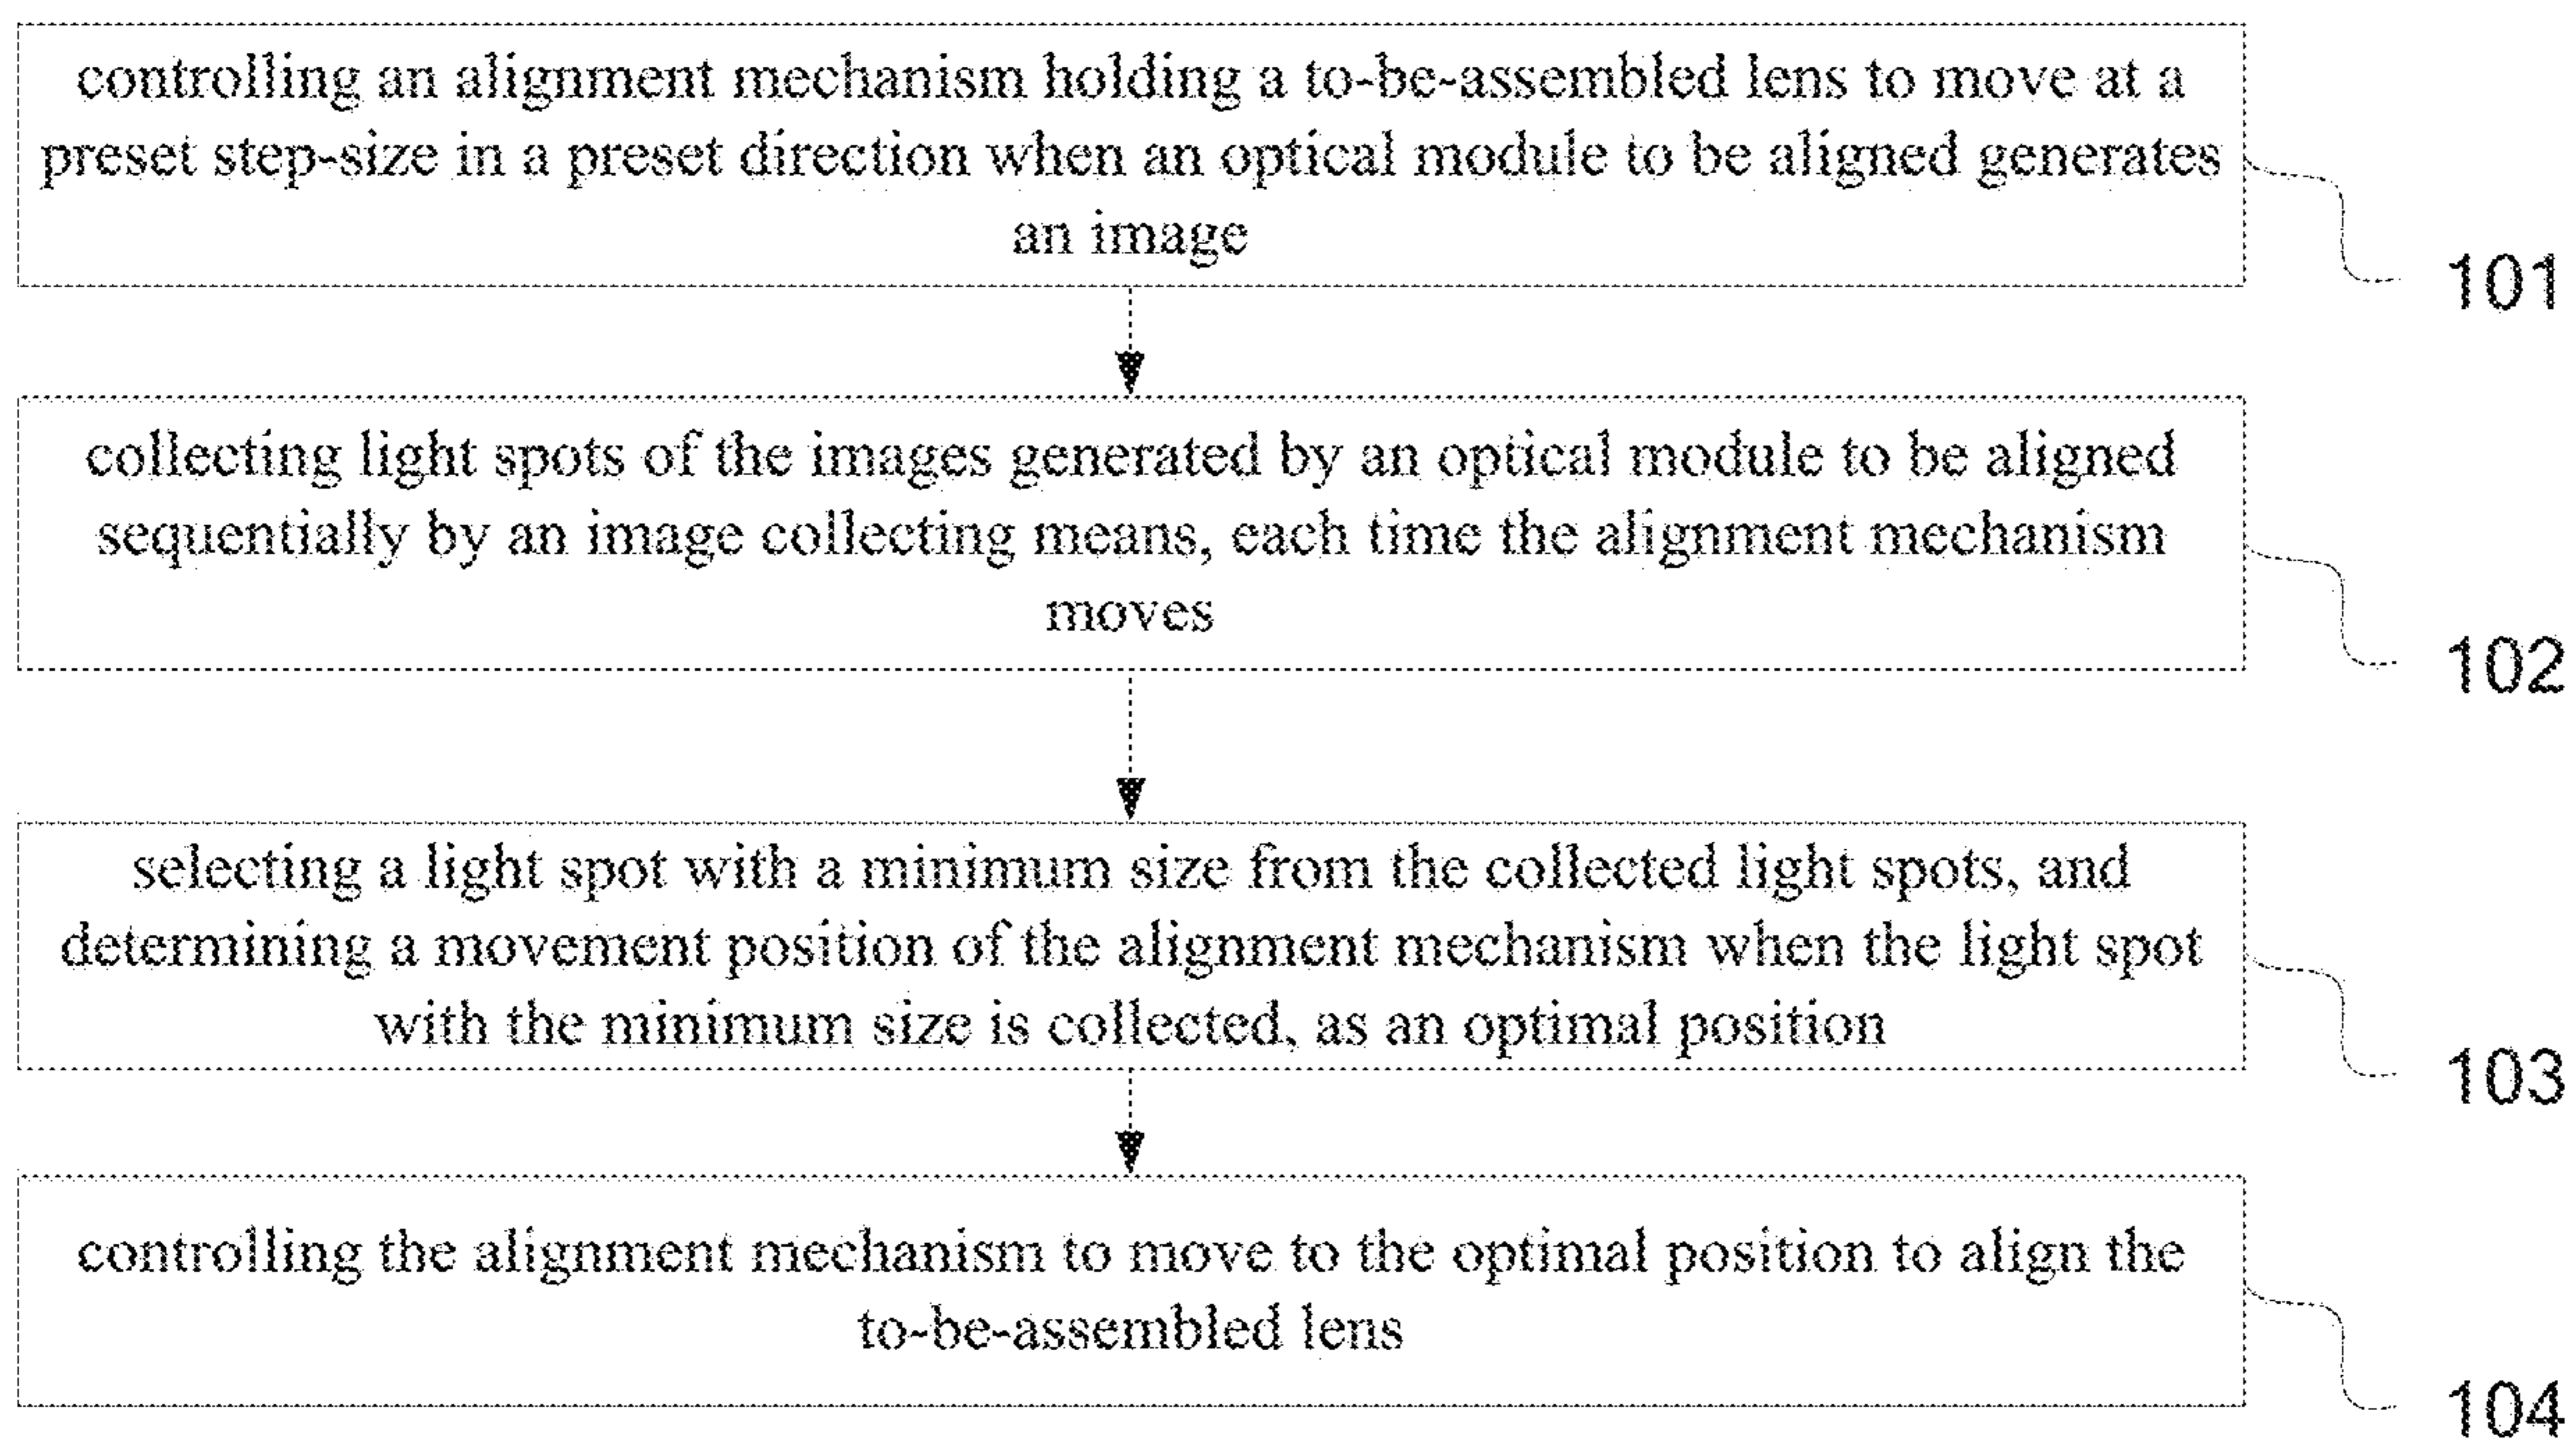 controlling an alignment mechanism holding a to-be-assembled lens to move at a
preset step-size in a preset direction when an optical module to be aligned generates
an image
101
collecting light spots of the images generated by an optical module to be aligned
sequentially by an image collecting means, each time the alignment mechanism
moves
102
selecting a light spot with a minimum size from the collected light spots, and
determining a movement position of the alignment mechanism when the light spot
with the minimum size is collected, as an optimal position
103
controlling the alignment mechanism to move to the optimal position to align the
to-be-assembled lens
104